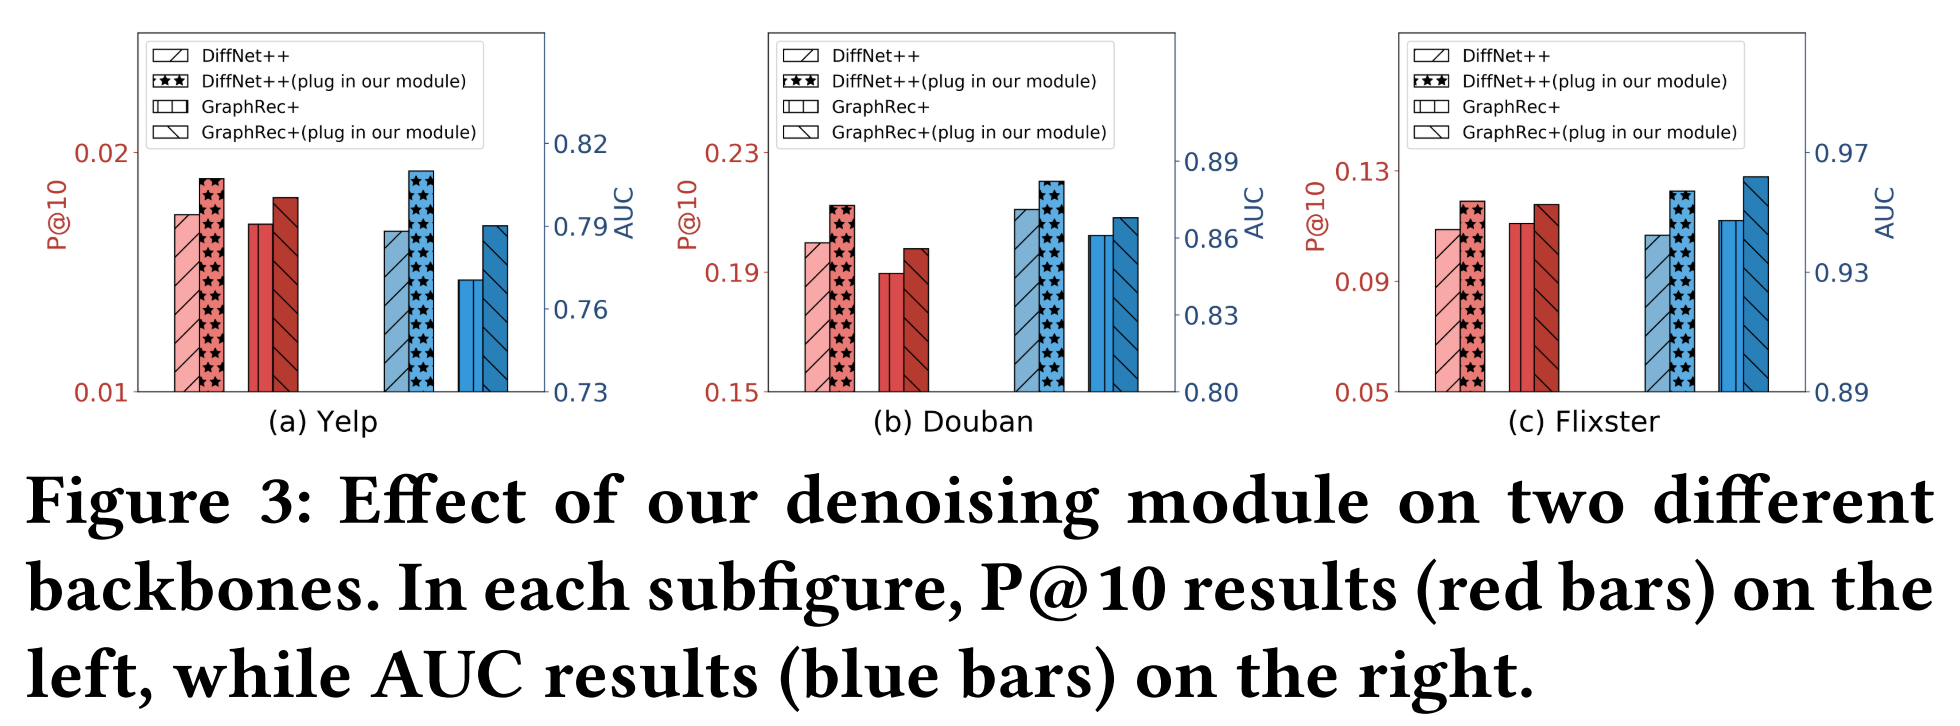 DiffNet++
DiffNet++(plug in our module)
GraphRec+
GraphRec+(plug in our module)
0.02
0.01
P@10
0.82
0.79
0.76
0.73
AUC
(a) Yelp
DiffNet++
DiffNet++(plug in our module)
GraphRec+
GraphRec+(plug in our module)
0.23
0.19
0.15
P@10
0.89
0.86
0.83
0.80
AUC
(b) Douban
DiffNet++
DiffNet++(plug in our module)
GraphRec+
GraphRec+(plug in our module)
0.13
0.09
0.05
P@10
0.97
0.93
0.89
AUC
(c) Flixster
Figure 3: Effect of our denoising module on two different
backbones. In each subfigure, P@10 results (red bars) on the
left, while AUC results (blue bars) on the right.